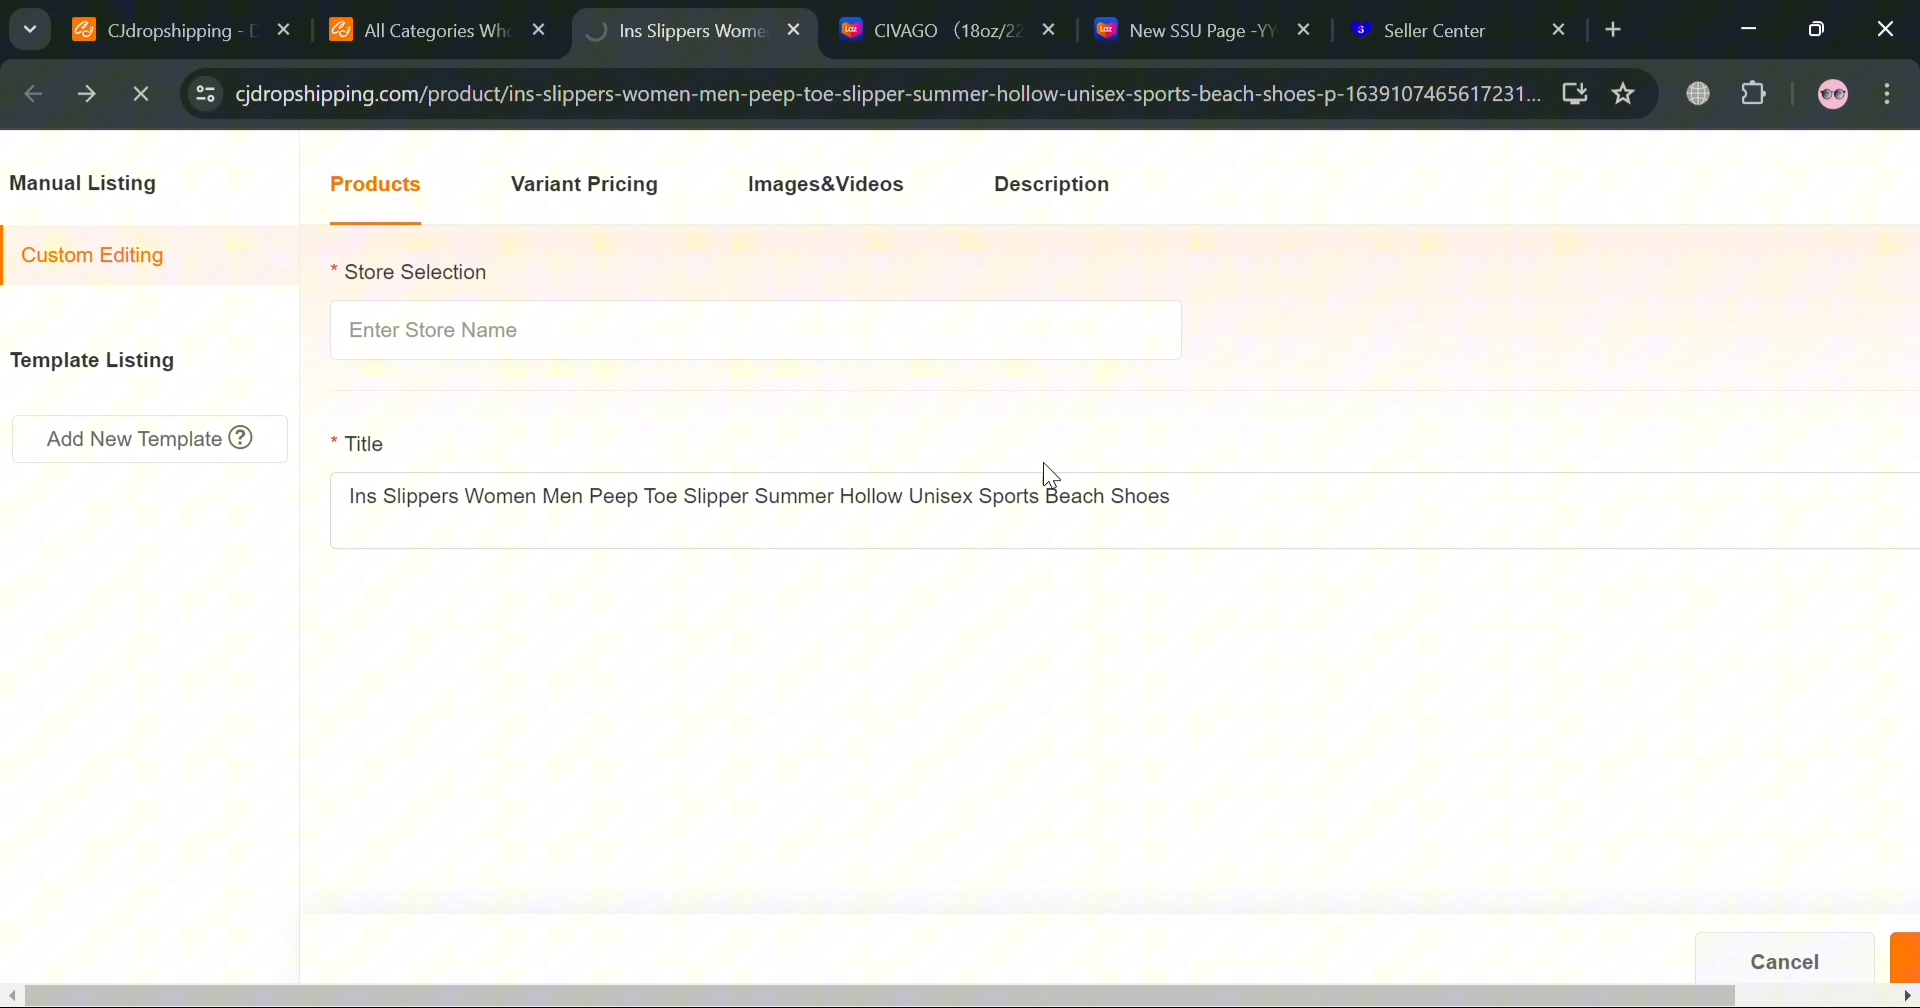 CJdropshipping - D
All Categories Who
Ins Slippers Wome
CIVAGO (18oz/22
New SSU Page -YY
Seller Center
cjdropshipping.com/product/ins-slippers-women-men-peep-toe-slipper-summer-hollow-unisex-sports-beach-shoes-p-1639107465617231...
Manual Listing
Products
Variant Pricing
Images&Videos
Description
Custom Editing
* Store Selection
Enter Store Name
Template Listing
Add New Template ?
* Title
Ins Slippers Women Men Peep Toe Slipper Summer Hollow Unisex Sports Beach Shoes
Cancel